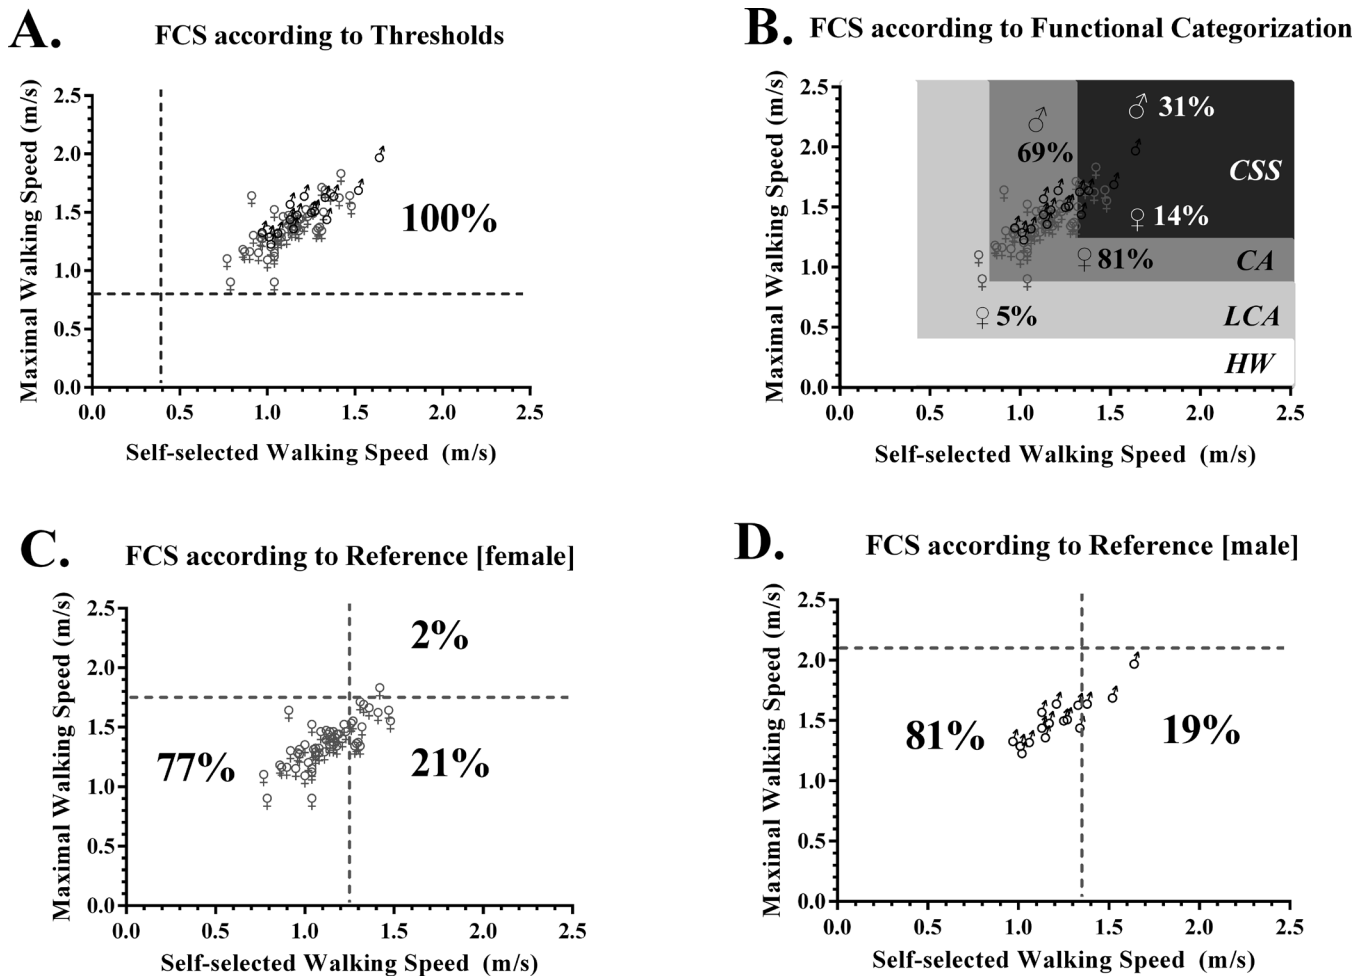 A.
FCS according to Thresholds
Maximal Walking Speed (m/s)
2.5
2.0
1.5
1.0
0.5
0.0
100%
0.0 0.5 1.0 1.5 2.0 2.5
Self-selected Walking Speed (m/s)
B.
FCS according to Functional Categorization
Maximal Walking Speed (m/s)
2.5
2.0
1.5
1.0
0.5
0.0
♂ 31%
♂
69%
CSS
♀ 14%
♀ 81%
CA
♀ 5%
LCA
HW
0.0 0.5 1.0 1.5 2.0 2.5
Self-selected Walking Speed (m/s)
C.
FCS according to Reference [female]
Maximal Walking Speed (m/s)
2.5
2.0
1.5
1.0
0.5
0.0
2%
77%
21%
0.0 0.5 1.0 1.5 2.0 2.5
Self-selected Walking Speed (m/s)
D.
FCS according to Reference [male]
Maximal Walking Speed (m/s)
2.5
2.0
1.5
1.0
0.5
0.0
81%
19%
0.0 0.5 1.0 1.5 2.0 2.5
Self-selected Walking Speed (m/s)